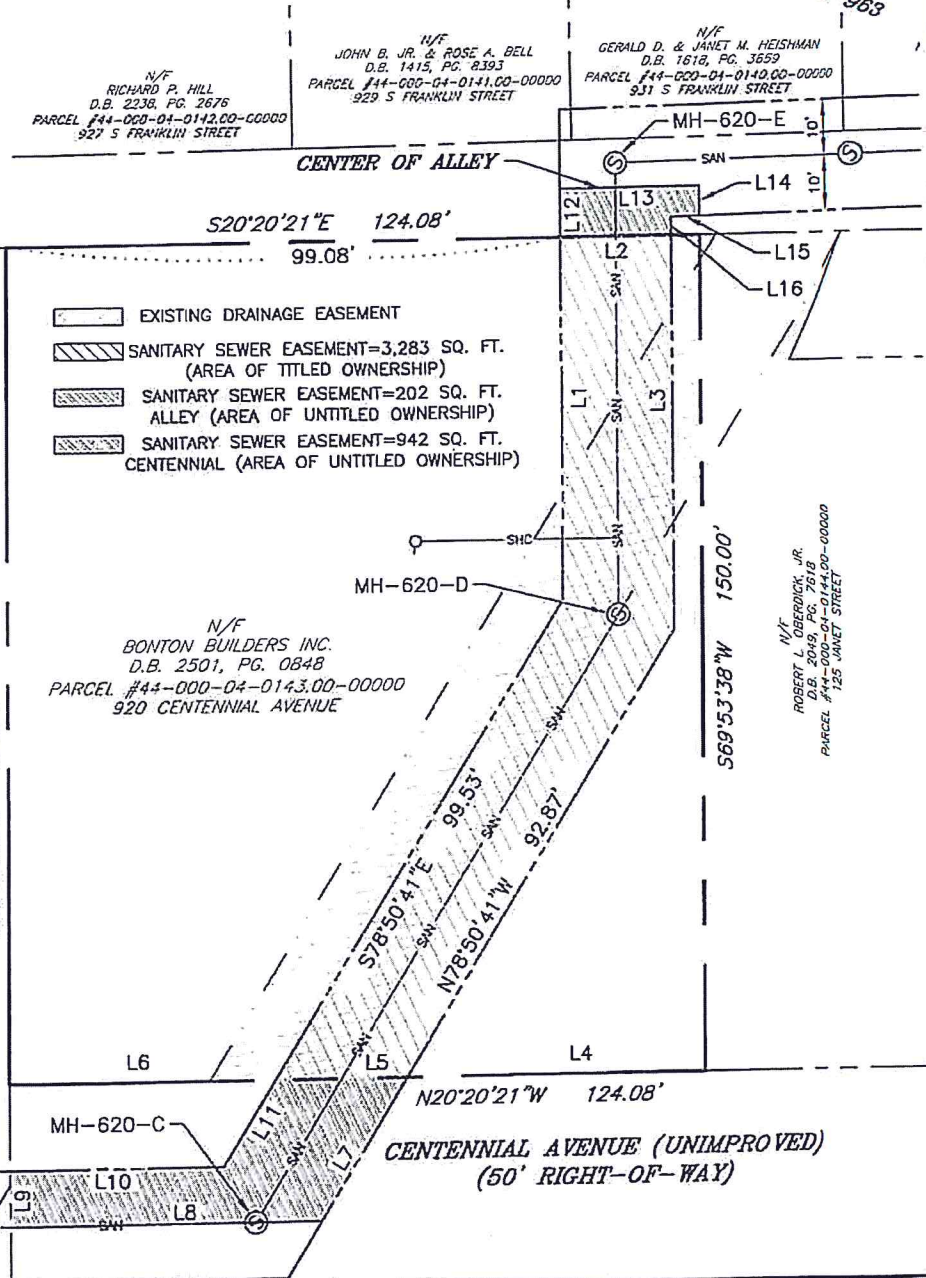 963
N/F
RICHARD P. HILL
D.B. 2238, PG. 2676
PARCEL #44-000-04-0142.00-00000
927 S FRANKLIN STREET
N/F
JOHN B. JR. & ROSE A. BELL
D.B. 1415, PG. 8393
PARCEL #44-000-04-0141.00-00000
929 S FRANKLIN STREET
N/F
GERALD D. & JANET M. HEISHMAN
D.B. 1618, PG. 3659
PARCEL #44-000-04-0140.00-00000
931 S FRANKLIN STREET
MH-620-E
10'
SAN
S
S
CENTER OF ALLEY
L14
10'
L13
L12
S20°20'21"E 124.08'
99.08'
L2
L15
L16
SAN
EXISTING DRAINAGE EASEMENT
SANITARY SEWER EASEMENT=3,283 SQ. FT.
(AREA OF TITLED OWNERSHIP)
SANITARY SEWER EASEMENT=202 SQ. FT.
ALLEY (AREA OF UNTITLED OWNERSHIP)
SANITARY SEWER EASEMENT=942 SQ. FT.
CENTENNIAL (AREA OF UNTITLED OWNERSHIP)
L1
SAN
L3
SHC
SAN
MH-620-D
S
S69°53'38"W 150.00'
N/F
ROBERT L. OBERDICK, JR.
D.B. 2049, PG. 7618
PARCEL #44-000-04-0144.00-00000
125 JANET STREET
N/F
BONTON BUILDERS INC.
D.B. 2501, PG. 0848
PARCEL #44-000-04-0143.00-00000
920 CENTENNIAL AVENUE
SAN
S78°50'41"E 99.53'
SAN
N78°50'41"W 92.87'
SAN
SAN
L6
L5
L4
N20°20'21"W 124.08'
MH-620-C
L11
SAN
L7
CENTENNIAL AVENUE (UNIMPROVED)
(50' RIGHT-OF-WAY)
L10
L9
L8
SAN
S